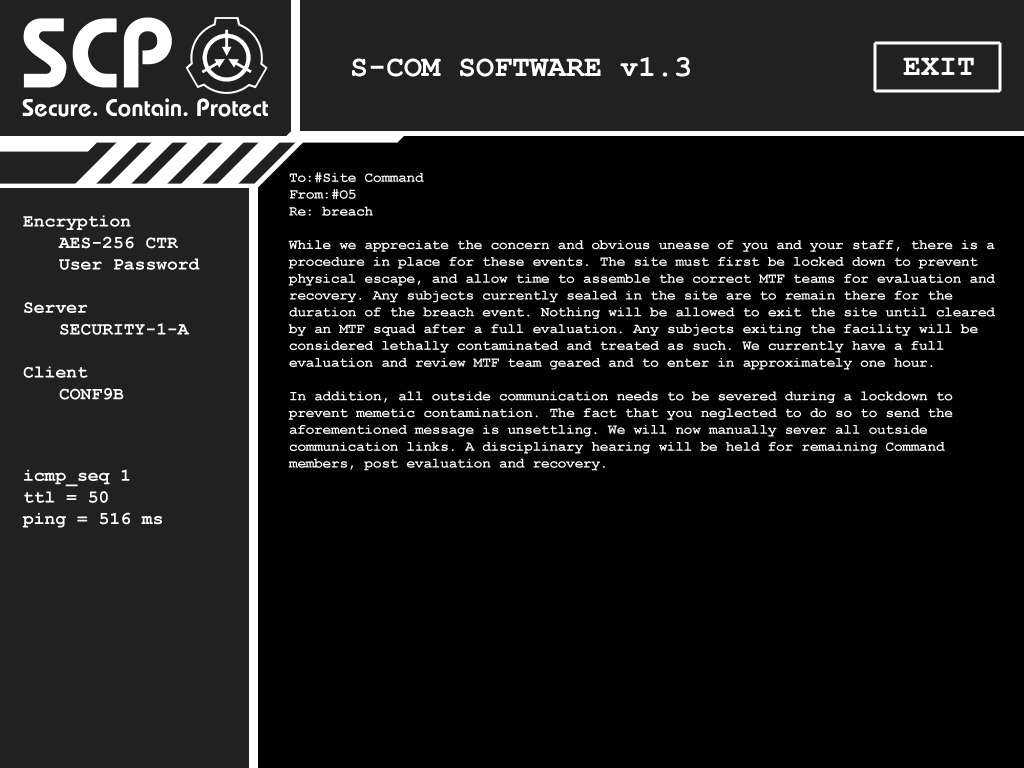 SCP
Secure. Contain. Protect
S-COM SOFTWARE v1.3
EXIT
Encryption
AES-256 CTR
User Password
Server
SECURITY-1-A
Client
CONF9B
icmp_seq 1
ttl = 50
ping = 516 ms
To:#Site Command
From:#O5
Re: breach
While we appreciate the concern and obvious unease of you and your staff, there is a
procedure in place for these events. The site must first be locked down to prevent
physical escape, and allow time to assemble the correct MTF teams for evaluation and
recovery. Any subjects currently sealed in the site are to remain there for the
duration of the breach event. Nothing will be allowed to exit the site until cleared
by an MTF squad after a full evaluation. Any subjects exiting the facility will be
considered lethally contaminated and treated as such. We currently have a full
evaluation and review MTF team geared and to enter in approximately one hour.
In addition, all outside communication needs to be severed during a lockdown to
prevent memetic contamination. The fact that you neglected to do so to send the
aforementioned message is unsettling. We will now manually sever all outside
communication links. A disciplinary hearing will be held for remaining Command
members, post evaluation and recovery.